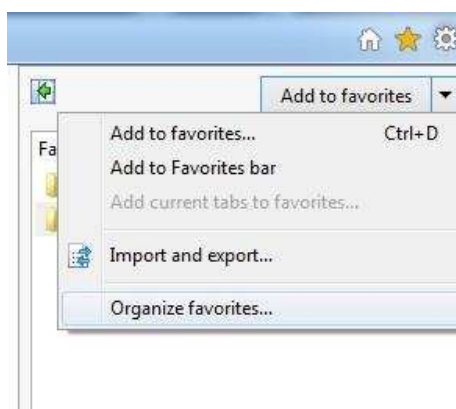 Add to favorites
Fa
Add to favorites... Ctrl+D
Add to Favorites bar
Add current tabs to favorites...
Import and export...
Organize favorites...